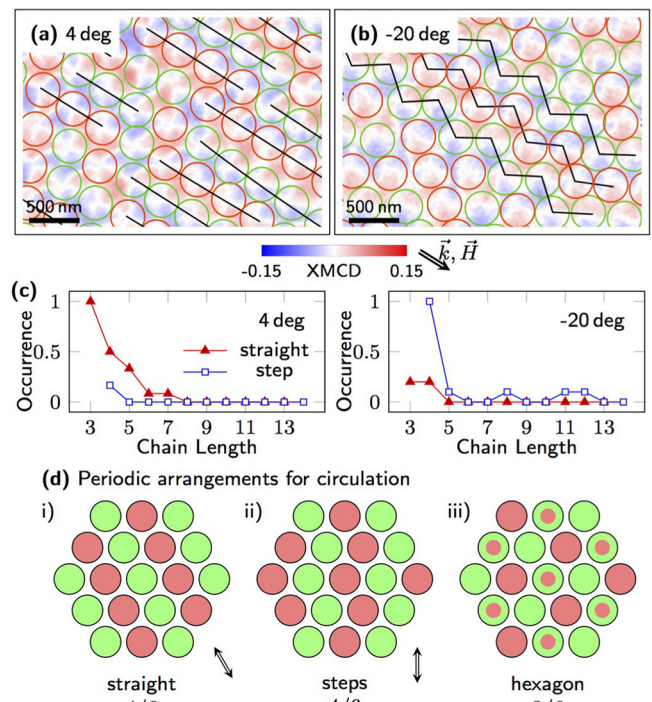 (a) 4 deg
500 nm
(b) -20 deg
500 nm
-0.15 XMCD 0.15
k⃗, H⃗
(c)
Occurrence
1
0.5
0
4 deg
straight
step
3 5 7 9 11 13
Chain Length
Occurrence
1
0.5
0
-20 deg
3 5 7 9 11 13
Chain Length
(d) Periodic arrangements for circulation
i) ii) iii)
straight steps hexagon